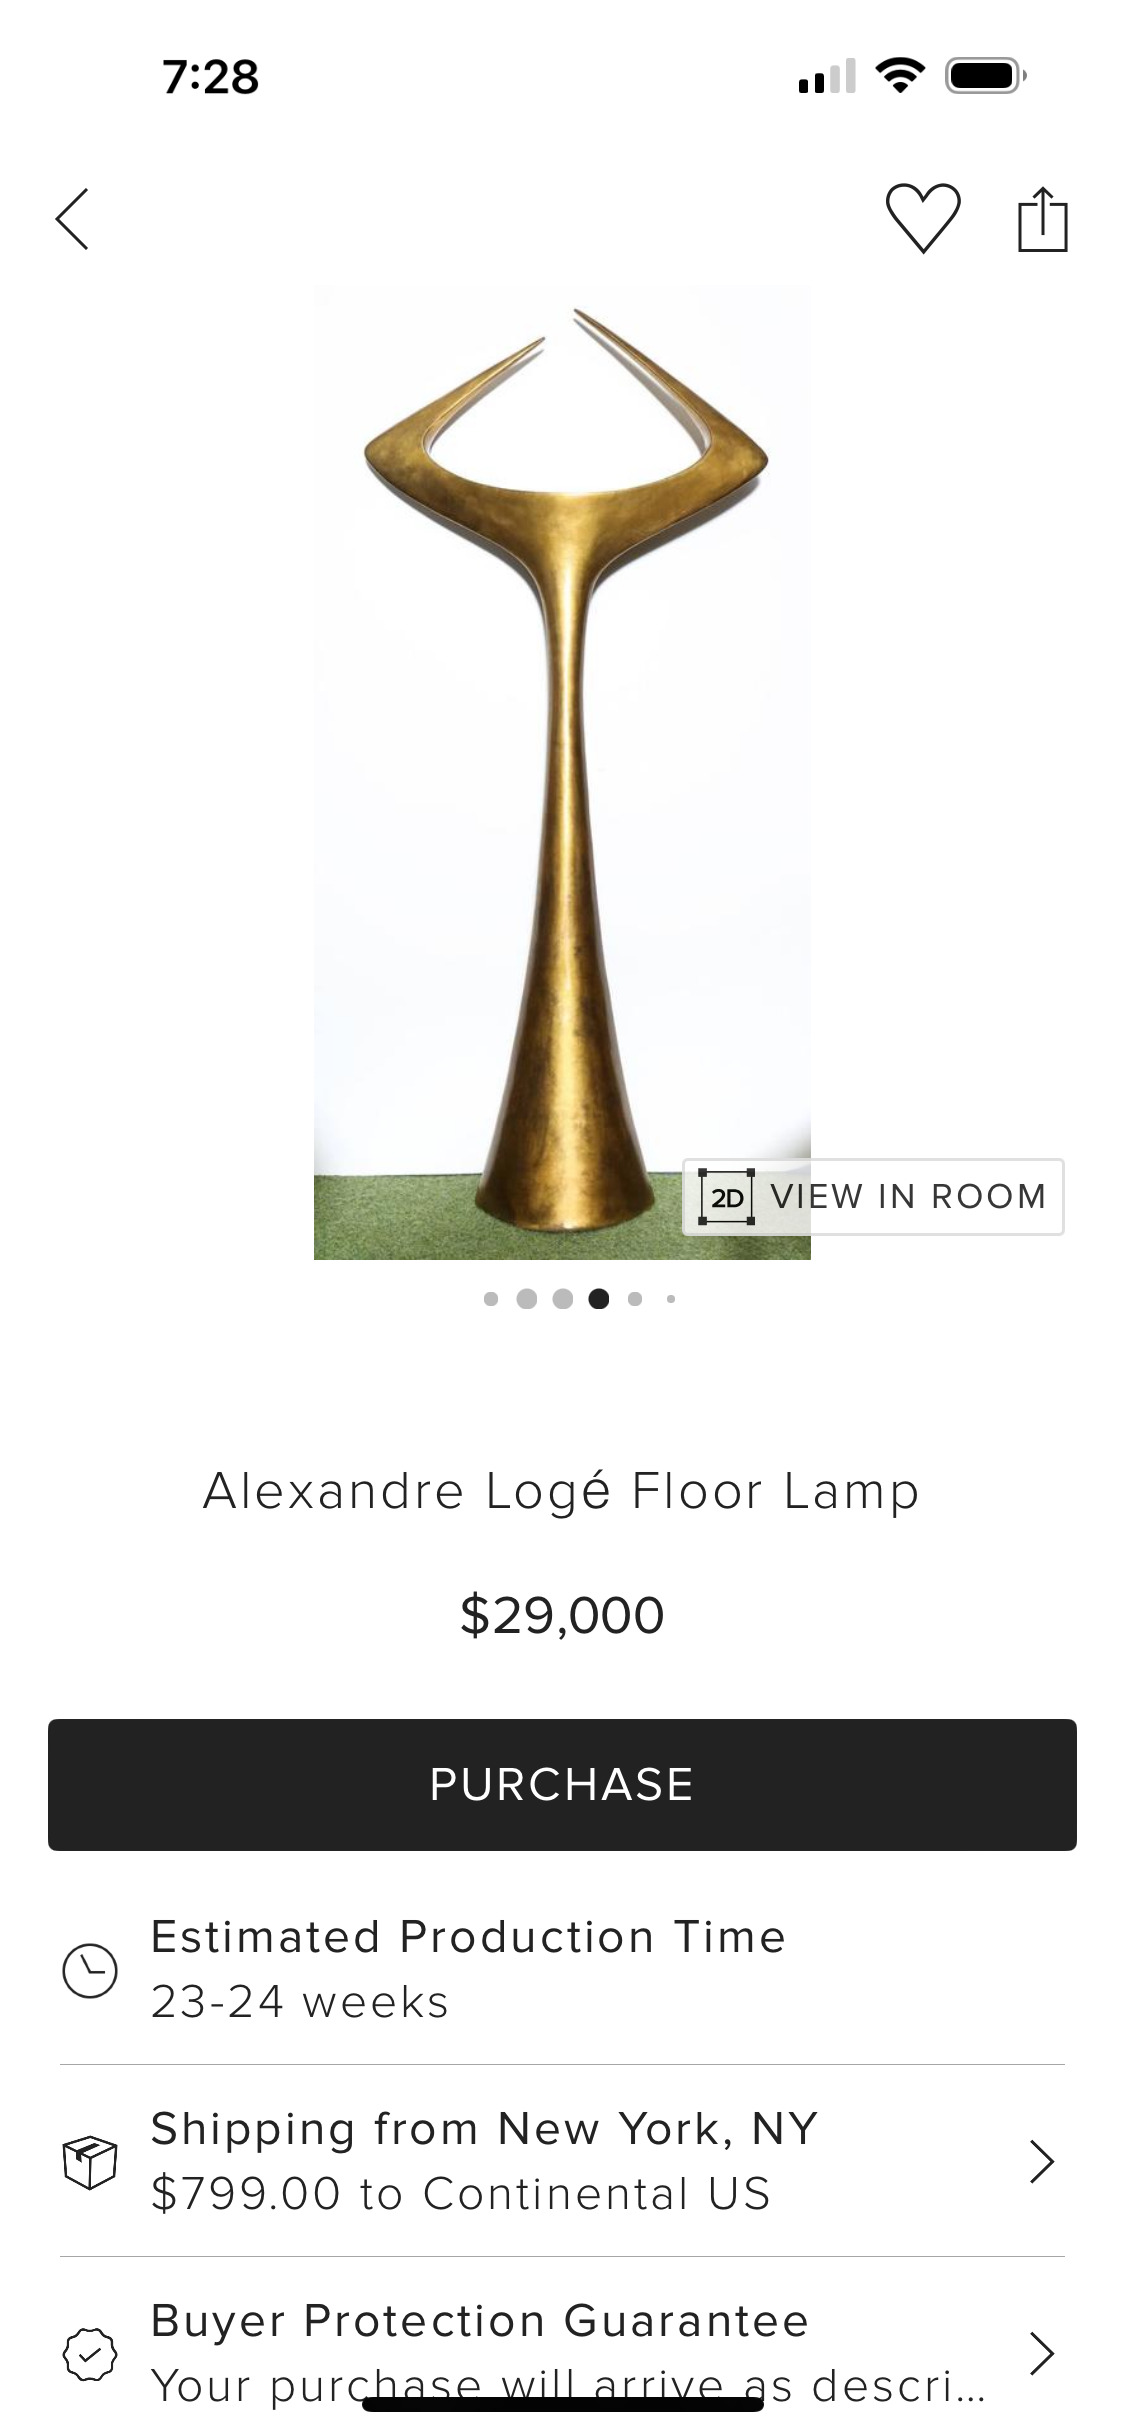 7:28
2D VIEW IN ROOM
Alexandre Logé Floor Lamp
$29,000
PURCHASE
Estimated Production Time
23-24 weeks
Shipping from New York, NY
$799.00 to Continental US
Buyer Protection Guarantee
Your purchase will arrive as descri...